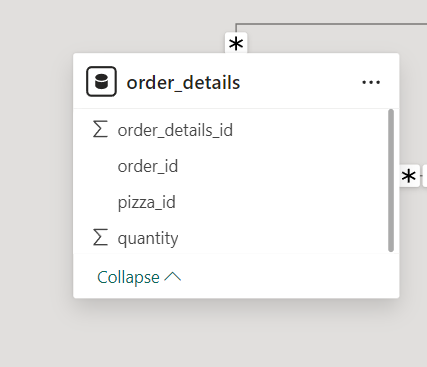 order_details
order_details_id
order_id
pizza_id
quantity
Collapse